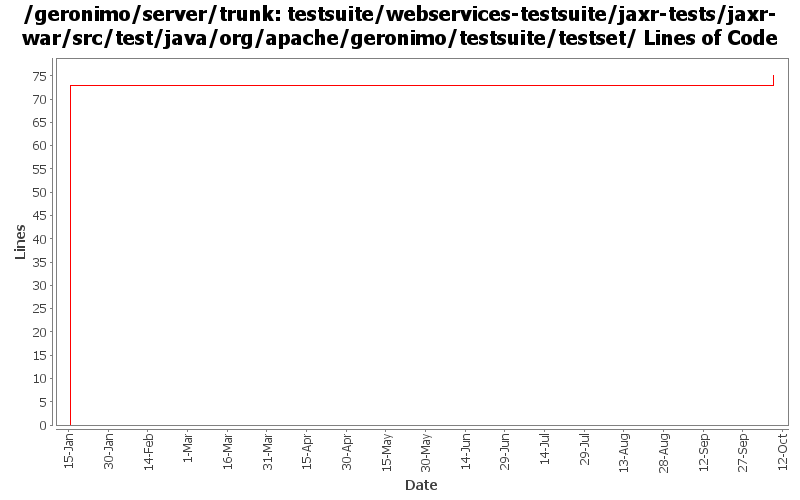 /geronimo/server/trunk: testsuite/webservices-testsuite/jaxr-tests/jaxr-
war/src/test/java/org/apache/geronimo/testsuite/testset/ Lines of Code
75
70
65
60
55
50
45
40
35
30
25
20
15
10
5
0
Lines
15-Jan
30-Jan
14-Feb
1-Mar
16-Mar
31-Mar
15-Apr
30-Apr
15-May
30-May
14-Jun
29-Jun
14-Jul
29-Jul
13-Aug
28-Aug
12-Sep
27-Sep
12-Oct
Date